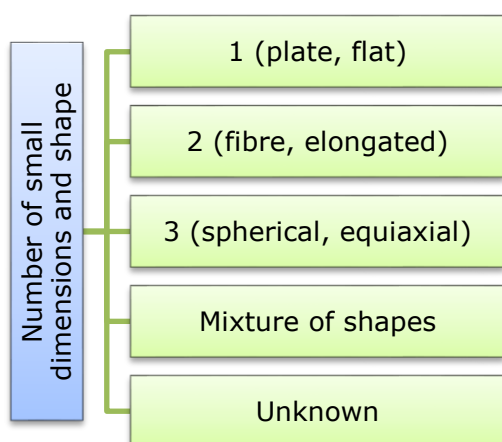 Number of small
dimensions and shape
1 (plate, flat)
2 (fibre, elongated)
3 (spherical, equiaxial)
Mixture of shapes
Unknown